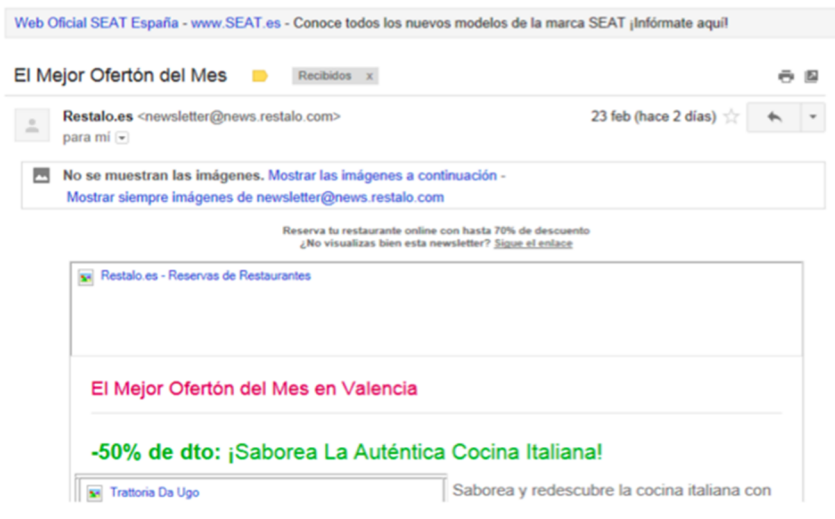 Web Oficial SEAT España - www.SEAT.es - Conoce todos los nuevos modelos de la marca SEAT ¡Infórmate aquí!
El Mejor Ofertón del Mes Recibidos x
Restalo.es <newsletter@news.restalo.com> 23 feb (hace 2 días)
para mí
No se muestran las imágenes. Mostrar las imágenes a continuación -
Mostrar siempre imágenes de newsletter@news.restalo.com
Reserva tu restaurante online con hasta 70% de descuento
¿No visualizas bien esta newsletter? Sigue el enlace
Restalo.es - Reservas de Restaurantes
El Mejor Ofertón del Mes en Valencia
-50% de dto: ¡Saborea La Auténtica Cocina Italiana!
Trattoria Da Ugo
Saborea y redescubre la cocina italiana con